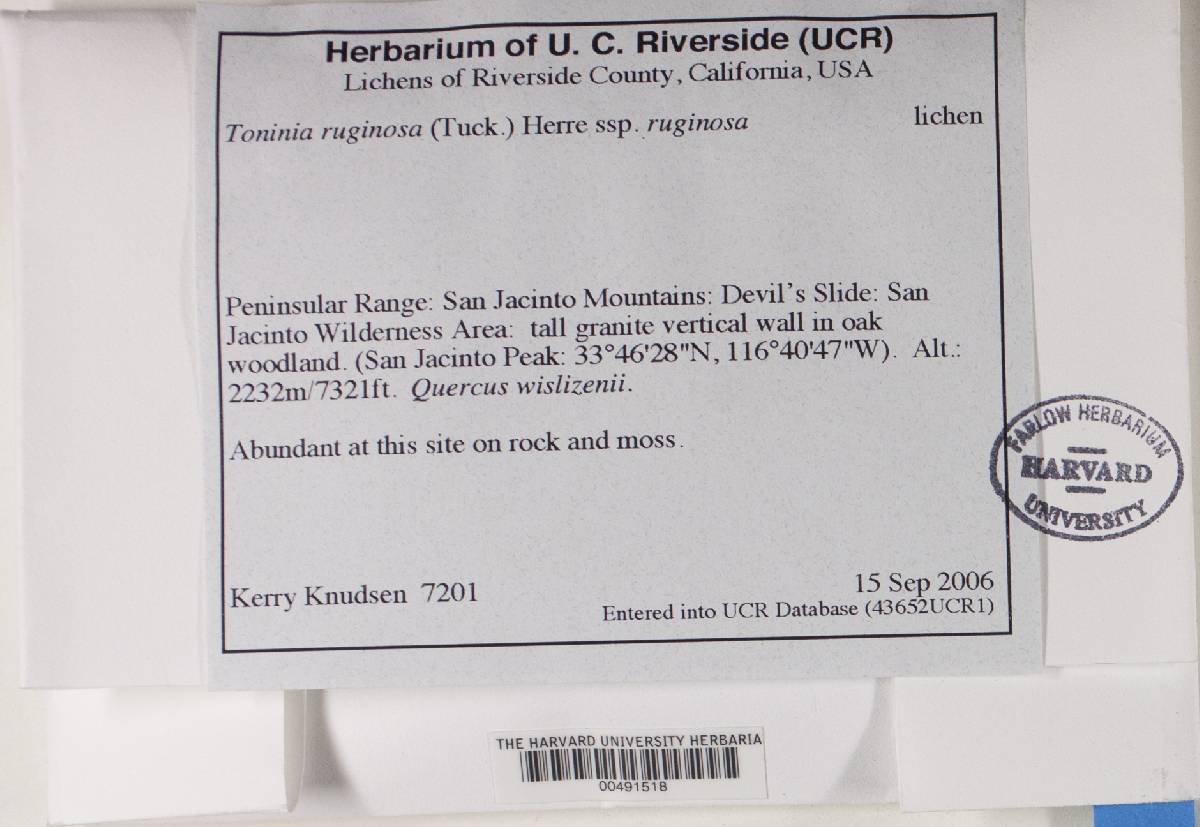 Herbarium of U. C. Riverside (UCR)
Lichens of Riverside County, California, USA
Toninia ruginosa (Tuck.) Herre ssp. ruginosa lichen
Peninsular Range: San Jacinto Mountains: Devil's Slide: San
Jacinto Wilderness Area: tall granite vertical wall in oak
woodland. (San Jacinto Peak: 33°46'28"N, 116°40'47"W). Alt.:
2232m/7321ft. Quercus wislizenii.
Abundant at this site on rock and moss.
FARLOW HERBARIUM
HARVARD
UNIVERSITY
Kerry Knudsen 7201
15 Sep 2006
Entered into UCR Database (43652UCR1)
THE HARVARD UNIVERSITY HERBARIA
00491518